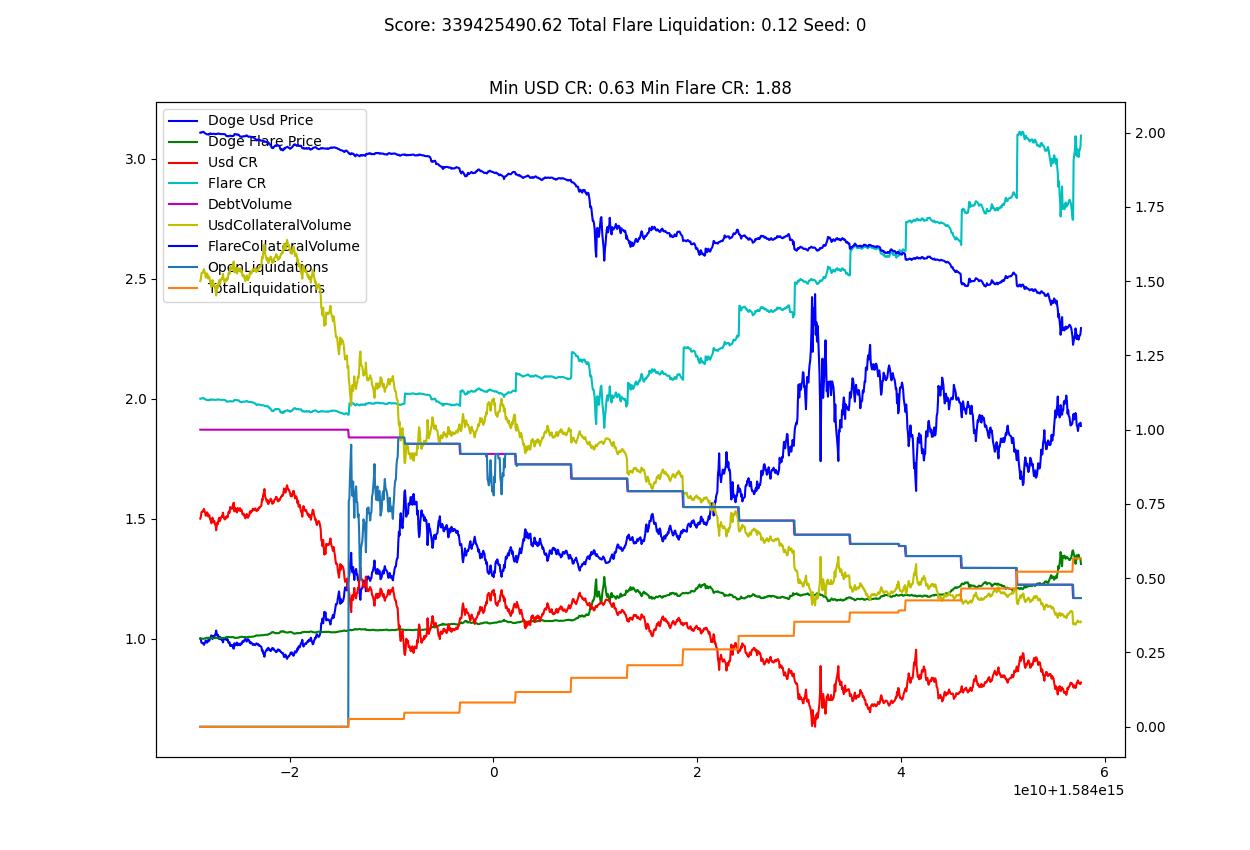 Score: 339425490.62 Total Flare Liquidation: 0.12 Seed: 0
Min USD CR: 0.63 Min Flare CR: 1.88
Doge Usd Price
Doge Flare Price
Usd CR
Flare CR
DebtVolume
UsdCollateralVolume
FlareCollateralVolume
OpenLiquidations
TotalLiquidations
3.0
2.5
2.0
1.5
1.0
2.00
1.75
1.50
1.25
1.00
0.75
0.50
0.25
0.00
−2
0
2
4
6
1e10+1.584e15